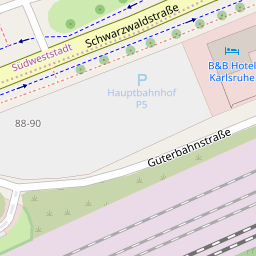 Schwarzwaldstraße
Südweststadt
B&B Hotel
Karlsruhe
P
Hauptbahnhof
P5
88-90
Güterbahnstraße